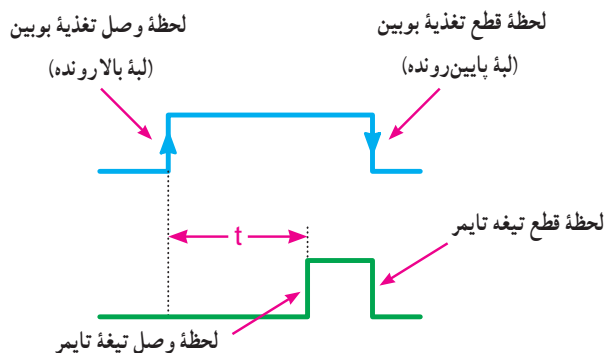 لحظهٔ قطع تغذیهٔ بوبین
(لبهٔ پایین‌رونده)
لحظهٔ وصل تغذیهٔ بوبین
(لبهٔ بالارونده)
t
لحظهٔ قطع تیغه تایمر
لحظهٔ وصل تیغهٔ تایمر